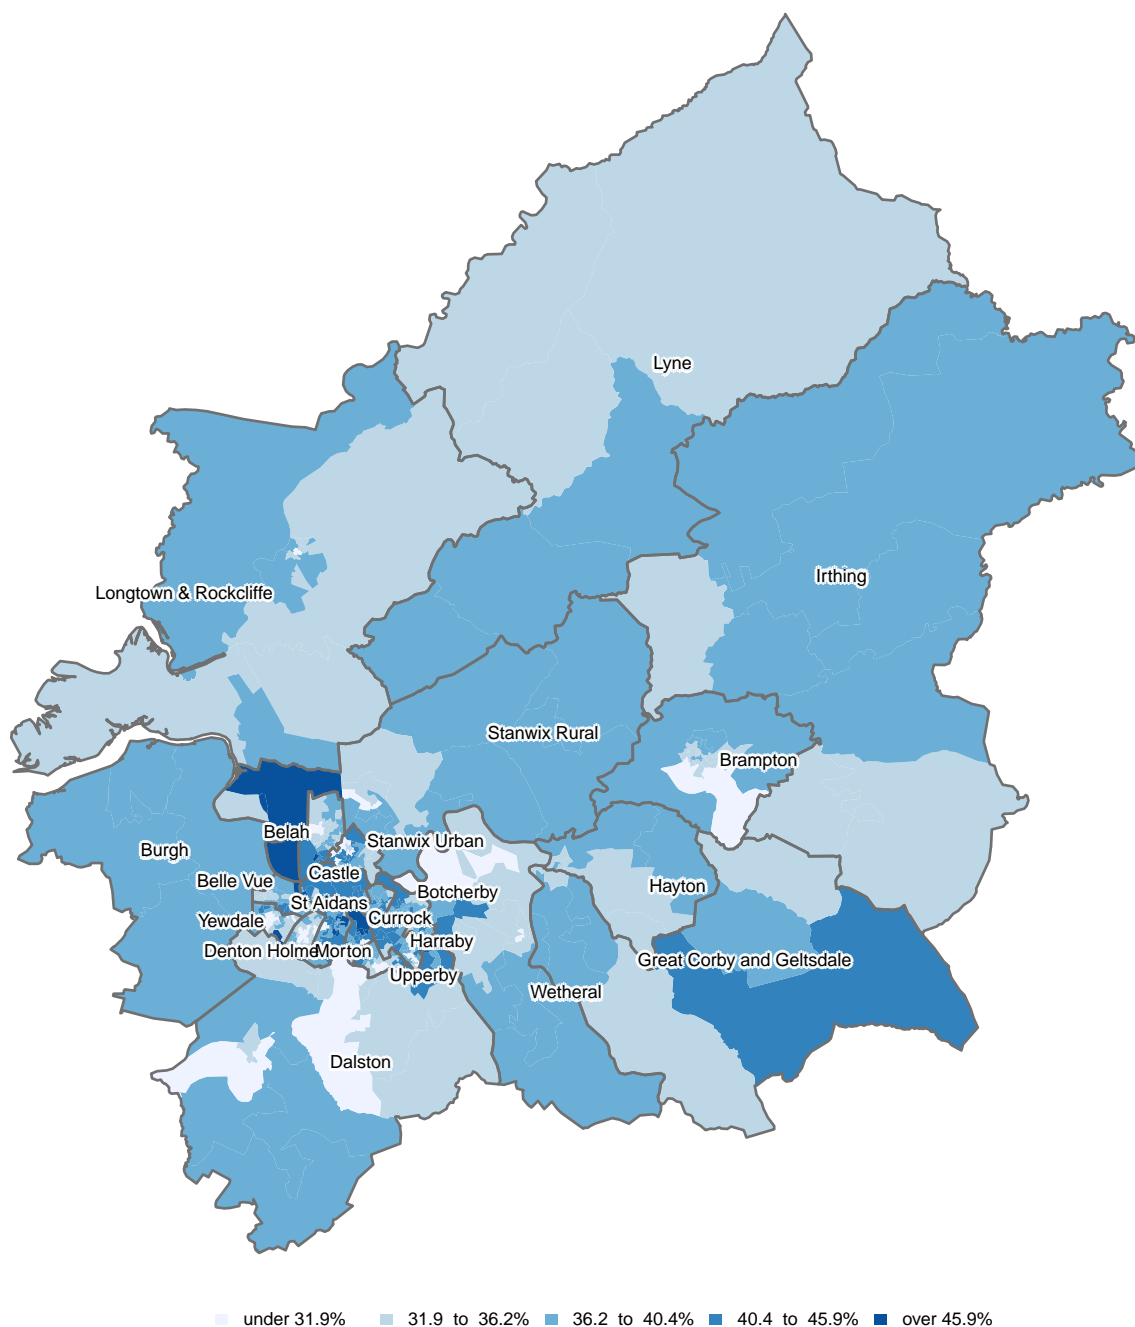 Lyne
Irthing
Longtown & Rockcliffe
Stanwix Rural
Brampton
Belah
Stanwix Urban
Burgh
Castle
Belle Vue
Hayton
Botcherby
St Aidans
Yewdale
Currock
Harraby
Denton Holme
Morton
Great Corby and Geltsdale
Upperby
Wetheral
Dalston
under 31.9%
31.9 to 36.2%
36.2 to 40.4%
40.4 to 45.9%
over 45.9%